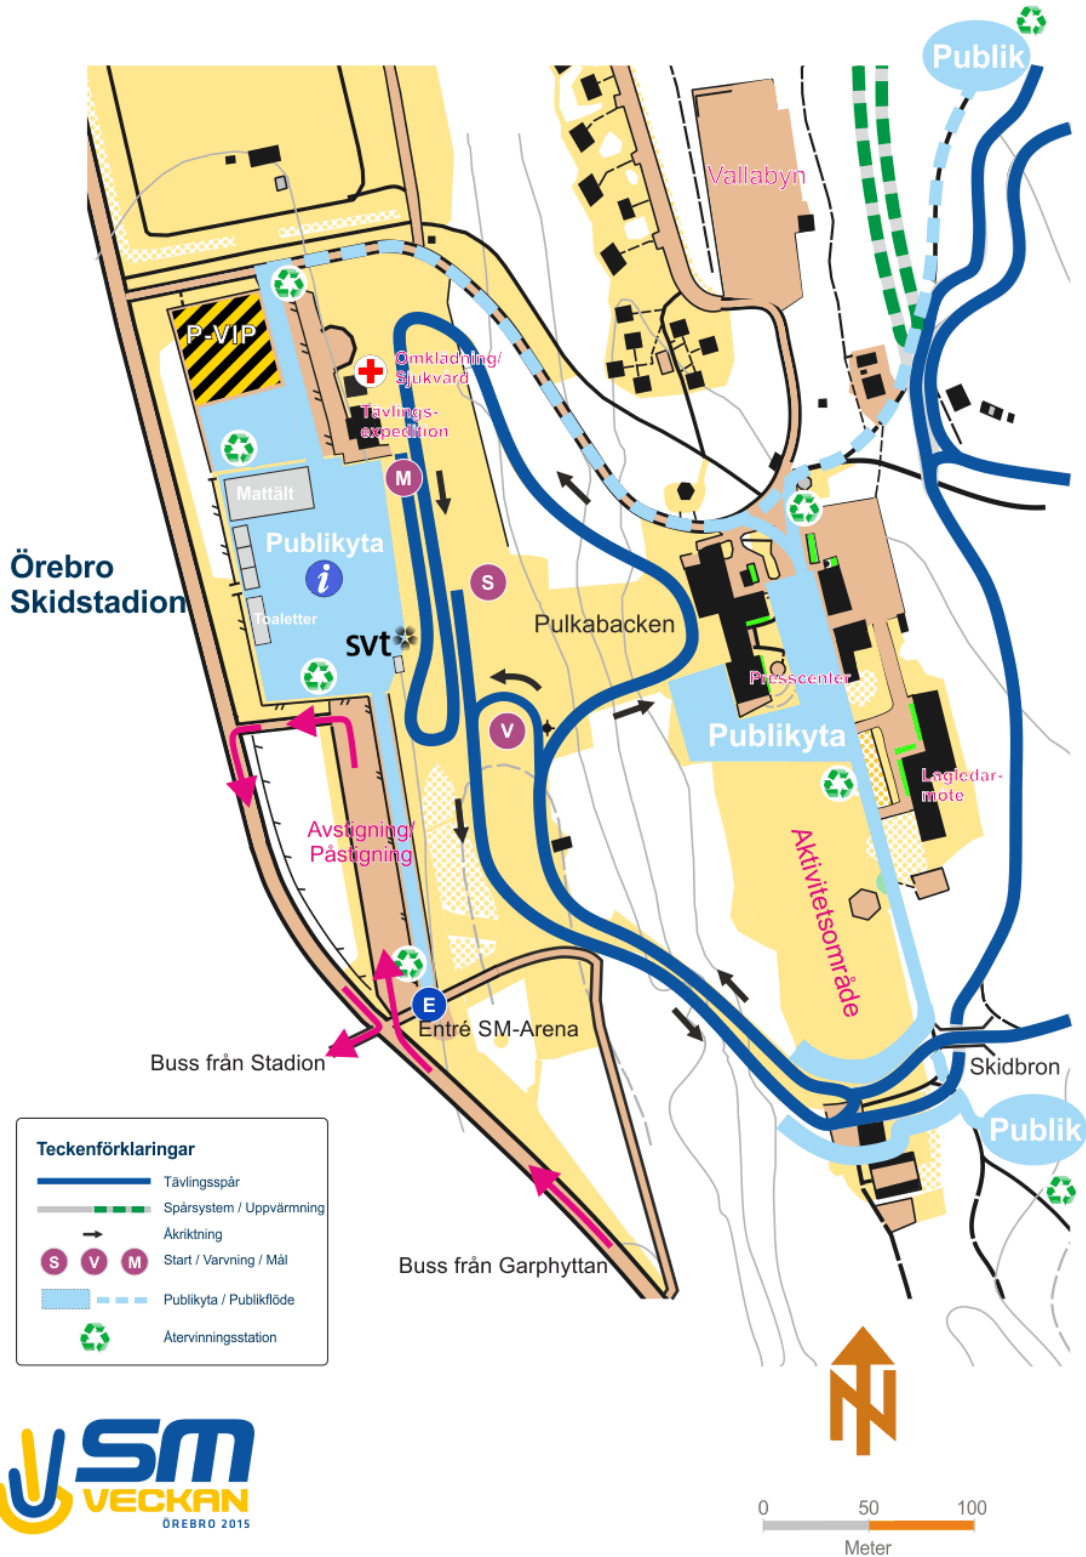 Publik
Vallabyn
P-VIP
Omklädning/
Sjukvård
Tävlings-
expedition
M
Mattält
Publikyta
i
Örebro
Skidstadion
S
Toaletter
svt
Pulkabacken
Presscenter
V
Publikyta
Lagledar-
möte
Avstigning/
Påstigning
Aktivitetsområde
E
Entré SM-Arena
Buss från Stadion
Skidbron
Publik
Teckenförklaringar
Tävlingsspår
Spårsystem / Uppvärmning
Åkriktning
S V M Start / Varvning / Mål
Publikyta / Publikflöde
Återvinningsstation
Buss från Garphyttan
N
SM
VECKAN
ÖREBRO 2015
0 50 100
Meter